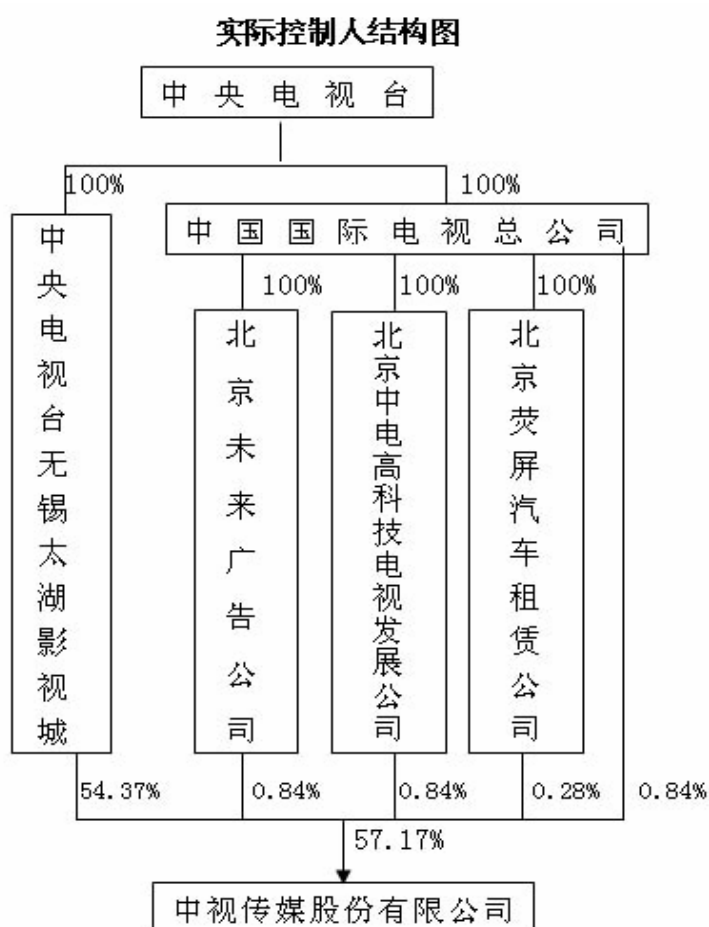 实际控制人结构图
中央电视台
100%
100%
中国国际电视总公司
中央电视台无锡太湖影视城
100%
100%
100%
北京未来广告公司
北京中电高科技电视发展公司
北京荧屏汽车租赁公司
54.37%
0.84%
0.84%
0.28%
0.84%
57.17%
中视传媒股份有限公司